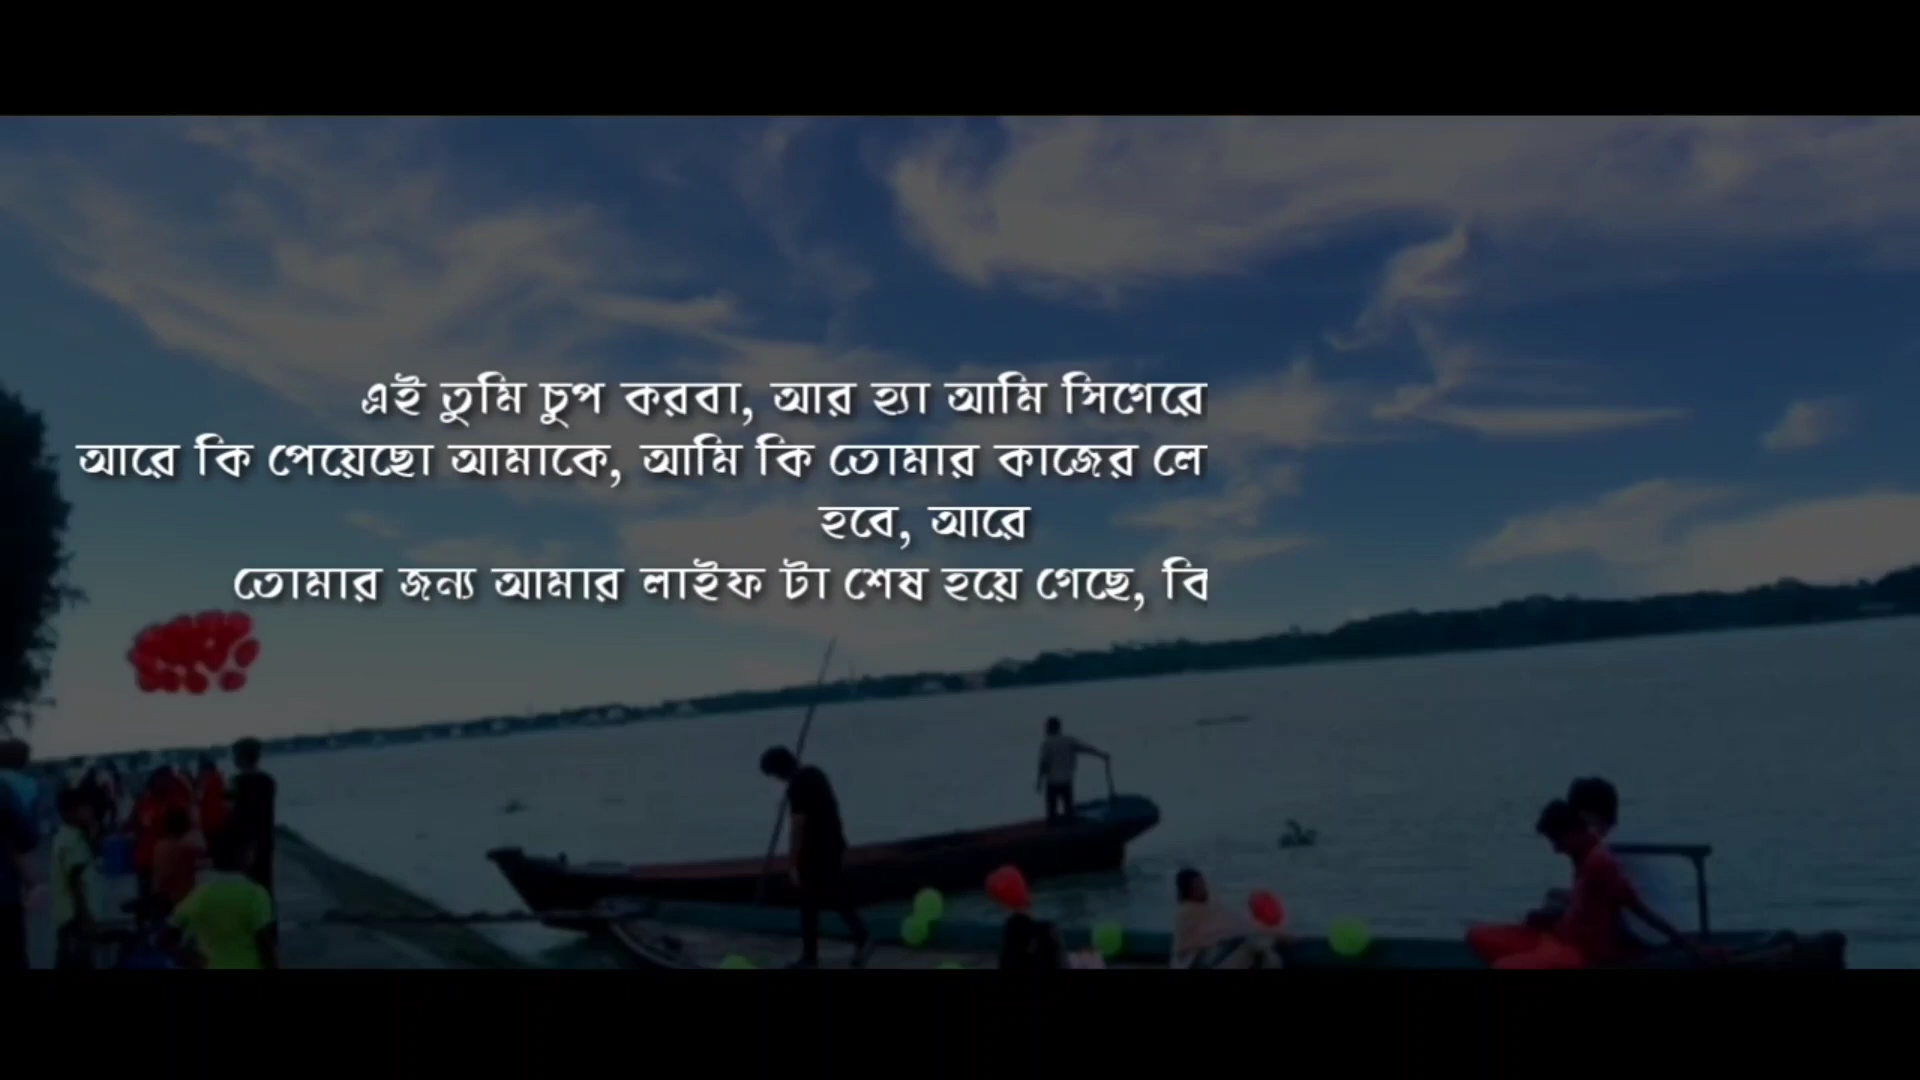 এই তুমি চুপ করবা, আর হ্যা আমি সিগেরে
আরে কি পেয়েছো আমাকে, আমি কি তোমার কাজের লে
হবে, আরে
তোমার জন্য আমার লাইফ টা শেষ হয়ে গেছে,